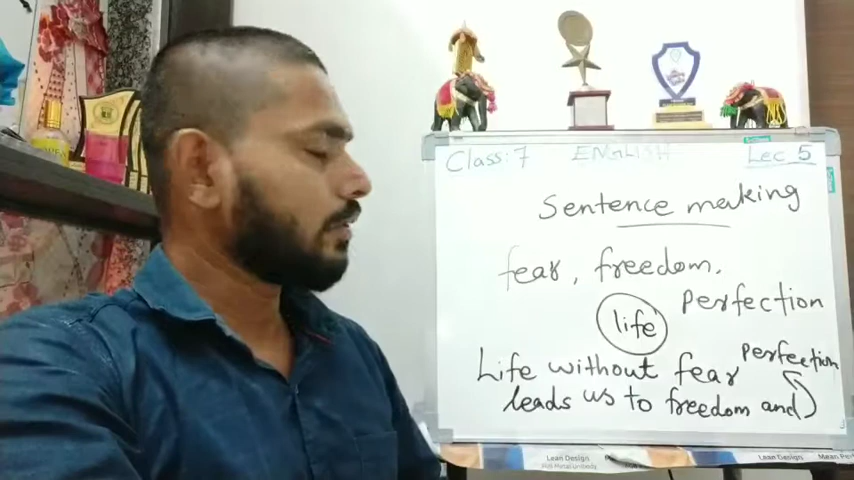 Class: 7 ENGLISH Lec 5
Sentence making
fear, freedom.
life perfection
Life without fear perfection
leads us to freedom and
Lean Design
Lean Design